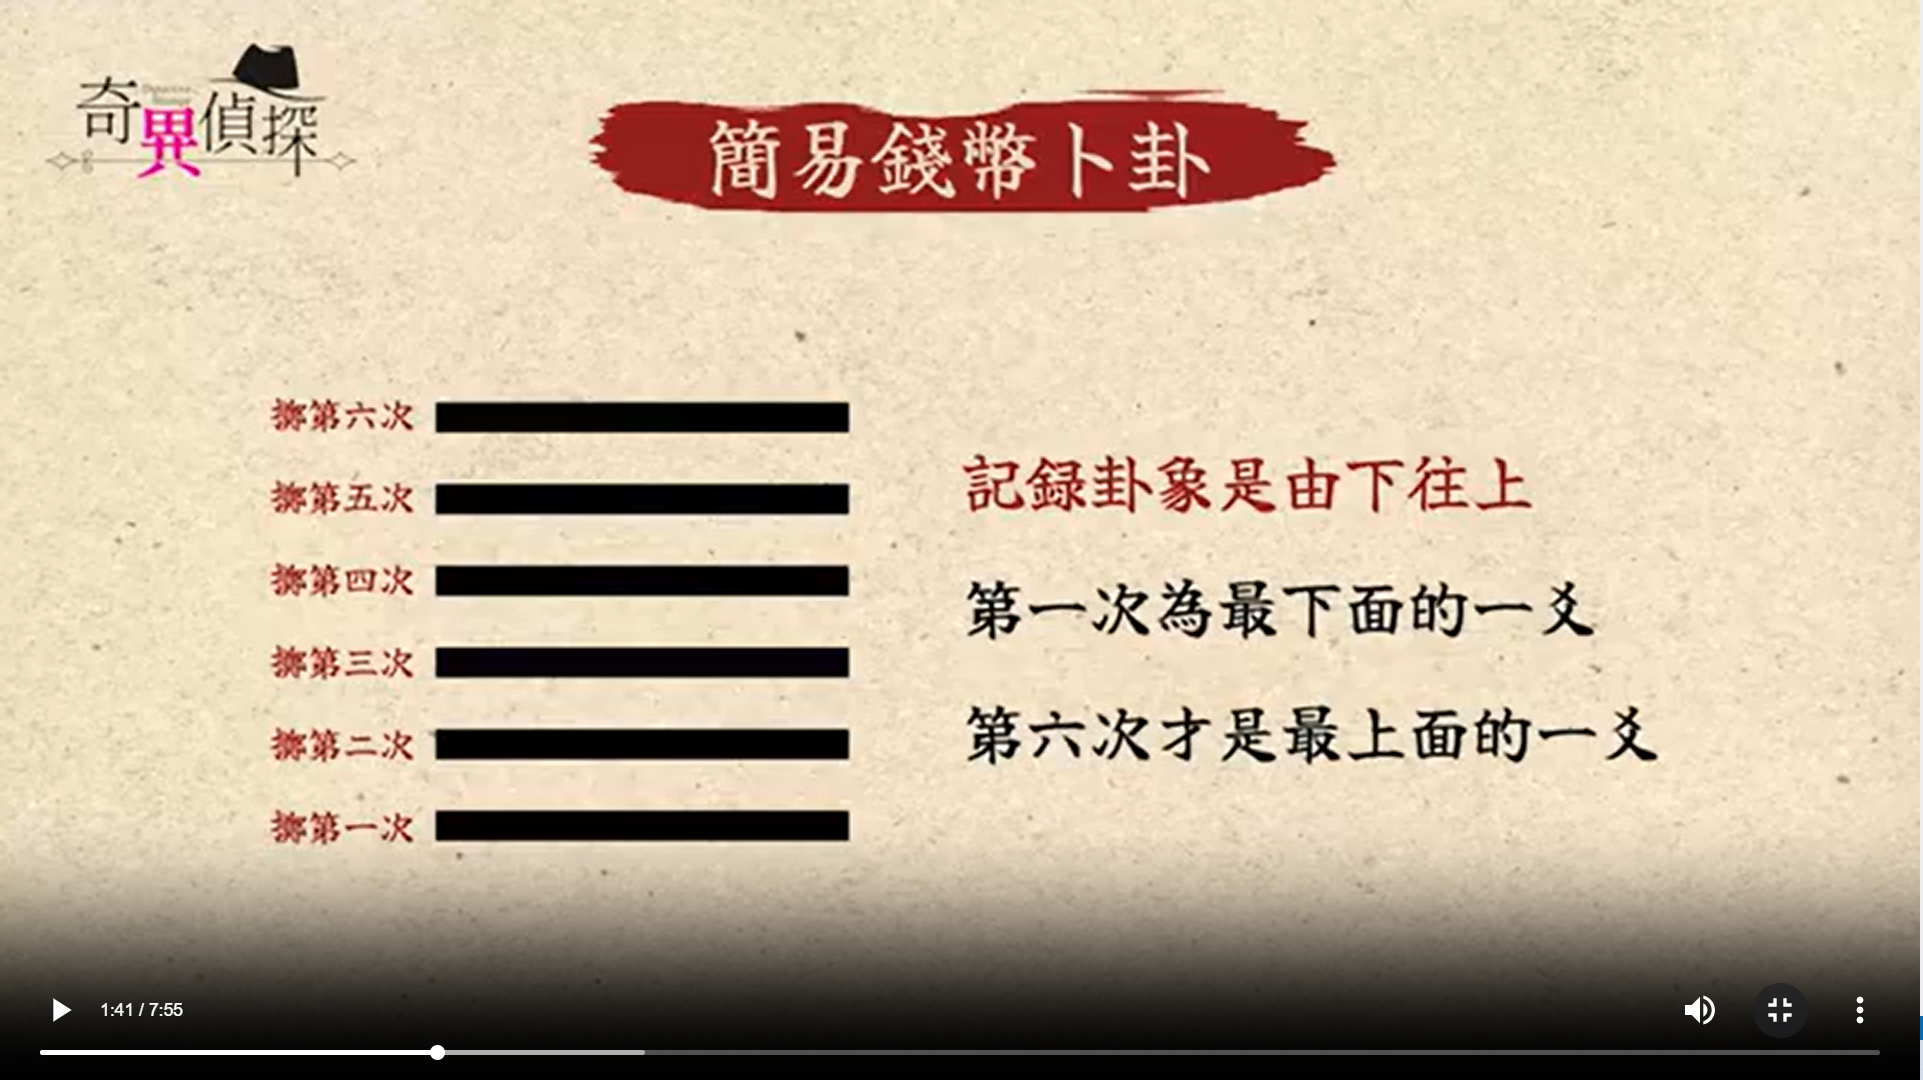 奇異偵探
簡易錢幣卜卦
擲第六次
擲第五次
擲第四次
擲第三次
擲第二次
擲第一次
記録卦象是由下往上
第一次為最下面的一爻
第六次才是最上面的一爻
1:41 / 7:55